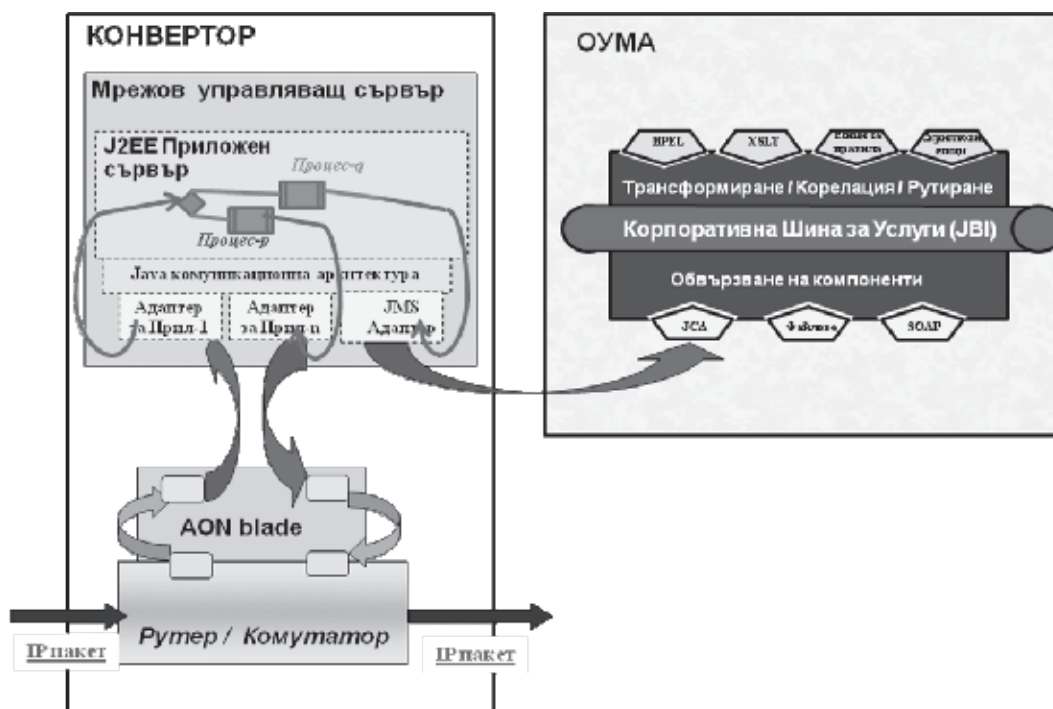 КОНВЕРТОР
Мрежов управляващ сървър
J2EE Приложен
сървър
Процес-q
Процес-p
Java комуникационна архитектура
Адаптер
за Прил-1
Адаптер
за Прил-n
JMS
Адаптер
AON blade
Рутер / Комутатор
IP пакет
IP пакет
ОУМА
BPEL
XSLT
правила
Трансформиране / Корелация / Рутиране
Корпоративна Шина за Услуги (JBI)
Обвързване на компоненти
JCA
SOAP